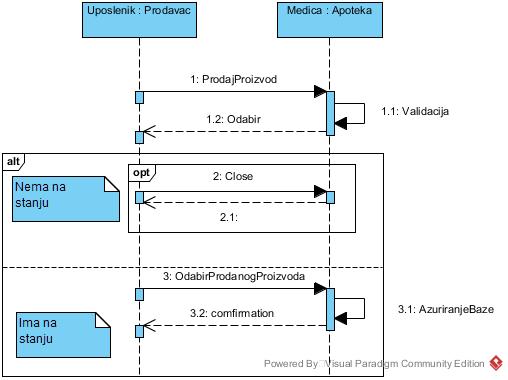 Uposlenik : Prodavac
Medica : Apoteka
1: ProdajProizvod
1.1: Validacija
1.2: Odabir
alt
opt
Nema na
stanju
2: Close
2.1:
3: OdabirProdanogProizvoda
3.1: AzuriranjeBaze
3.2: comfirmation
Ima na
stanju
Powered By Visual Paradigm Community Edition